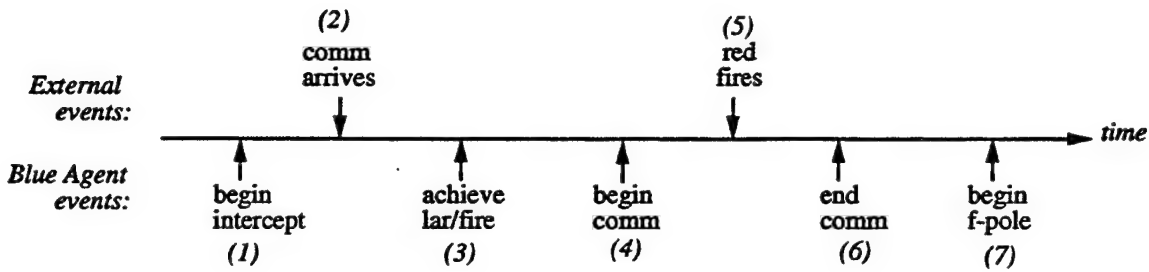 (2)
comm
arrives
(5)
red
fires
External
events:
time
Blue Agent
events:
begin
intercept
(1)
achieve
lar/fire
(3)
begin
comm
(4)
end
comm
(6)
begin
f-pole
(7)